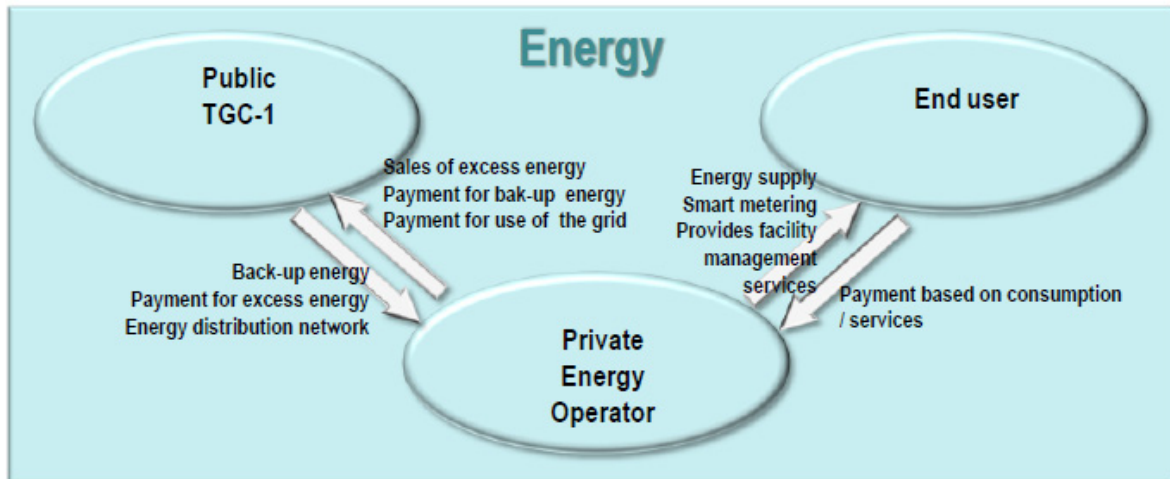 Energy
Public
TGC-1
End user
Sales of excess energy
Payment for bak-up energy
Payment for use of the grid
Energy supply
Smart metering
Provides facility
management
services
Back-up energy
Payment for excess energy
Energy distribution network
Payment based on consumption
/ services
Private
Energy
Operator